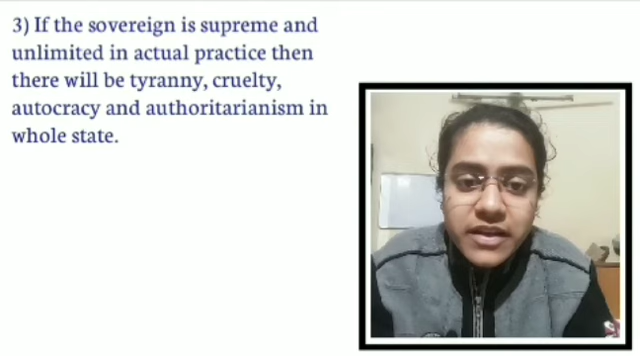 3) If the sovereign is supreme and
unlimited in actual practice then
there will be tyranny, cruelty,
autocracy and authoritarianism in
whole state.